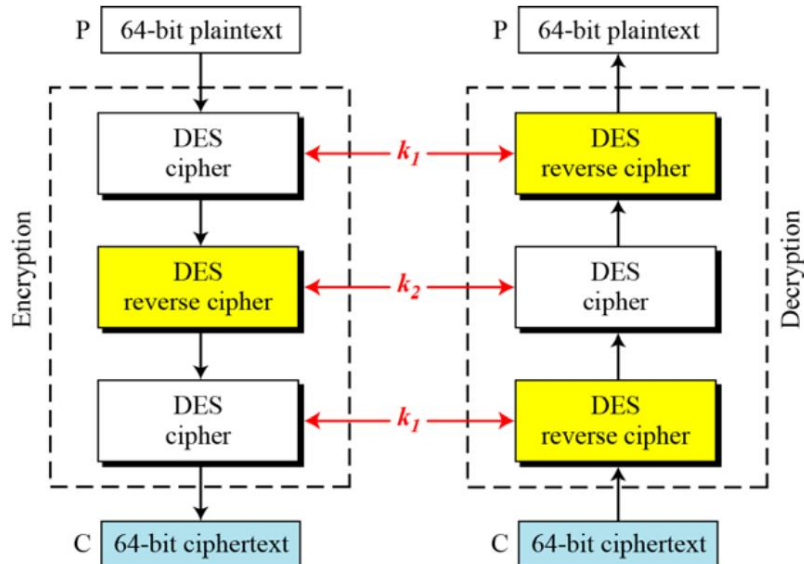 P 64-bit plaintext
Encryption
DES
cipher
k1
DES
reverse cipher
k2
DES
cipher
k1
C 64-bit ciphertext
P 64-bit plaintext
DES
reverse cipher
DES
cipher
DES
reverse cipher
Decryption
C 64-bit ciphertext